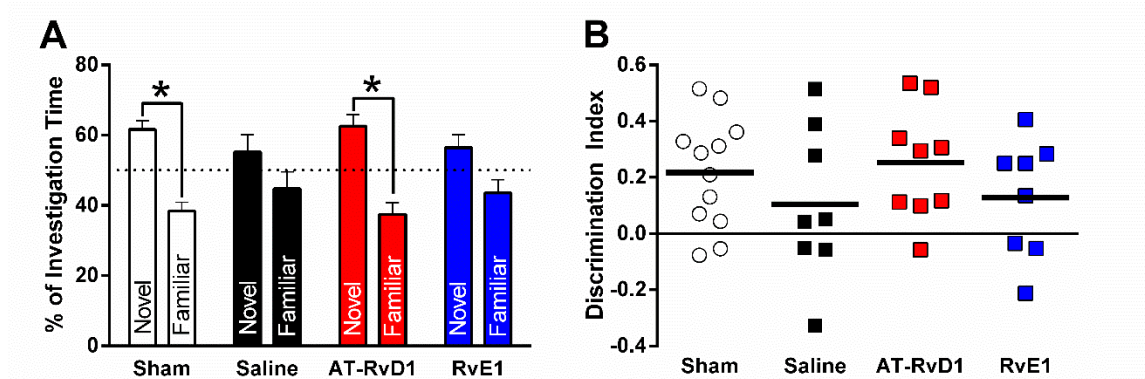 A
% of Investigation Time
80
60
40
20
0
*
*
Novel
Familiar
Novel
Familiar
Novel
Familiar
Novel
Familiar
Sham
Saline
AT-RvD1
RvE1
B
Discrimination Index
0.6
0.4
0.2
0.0
-0.2
-0.4
Sham
Saline
AT-RvD1
RvE1